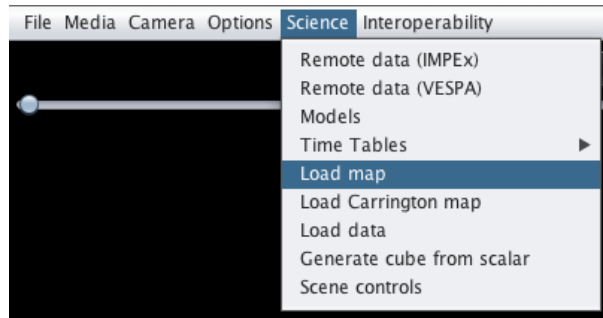 File Media Camera Options Science Interoperability
Remote data (IMPEx)
Remote data (VESPA)
Models
Time Tables
Load map
Load Carrington map
Load data
Generate cube from scalar
Scene controls